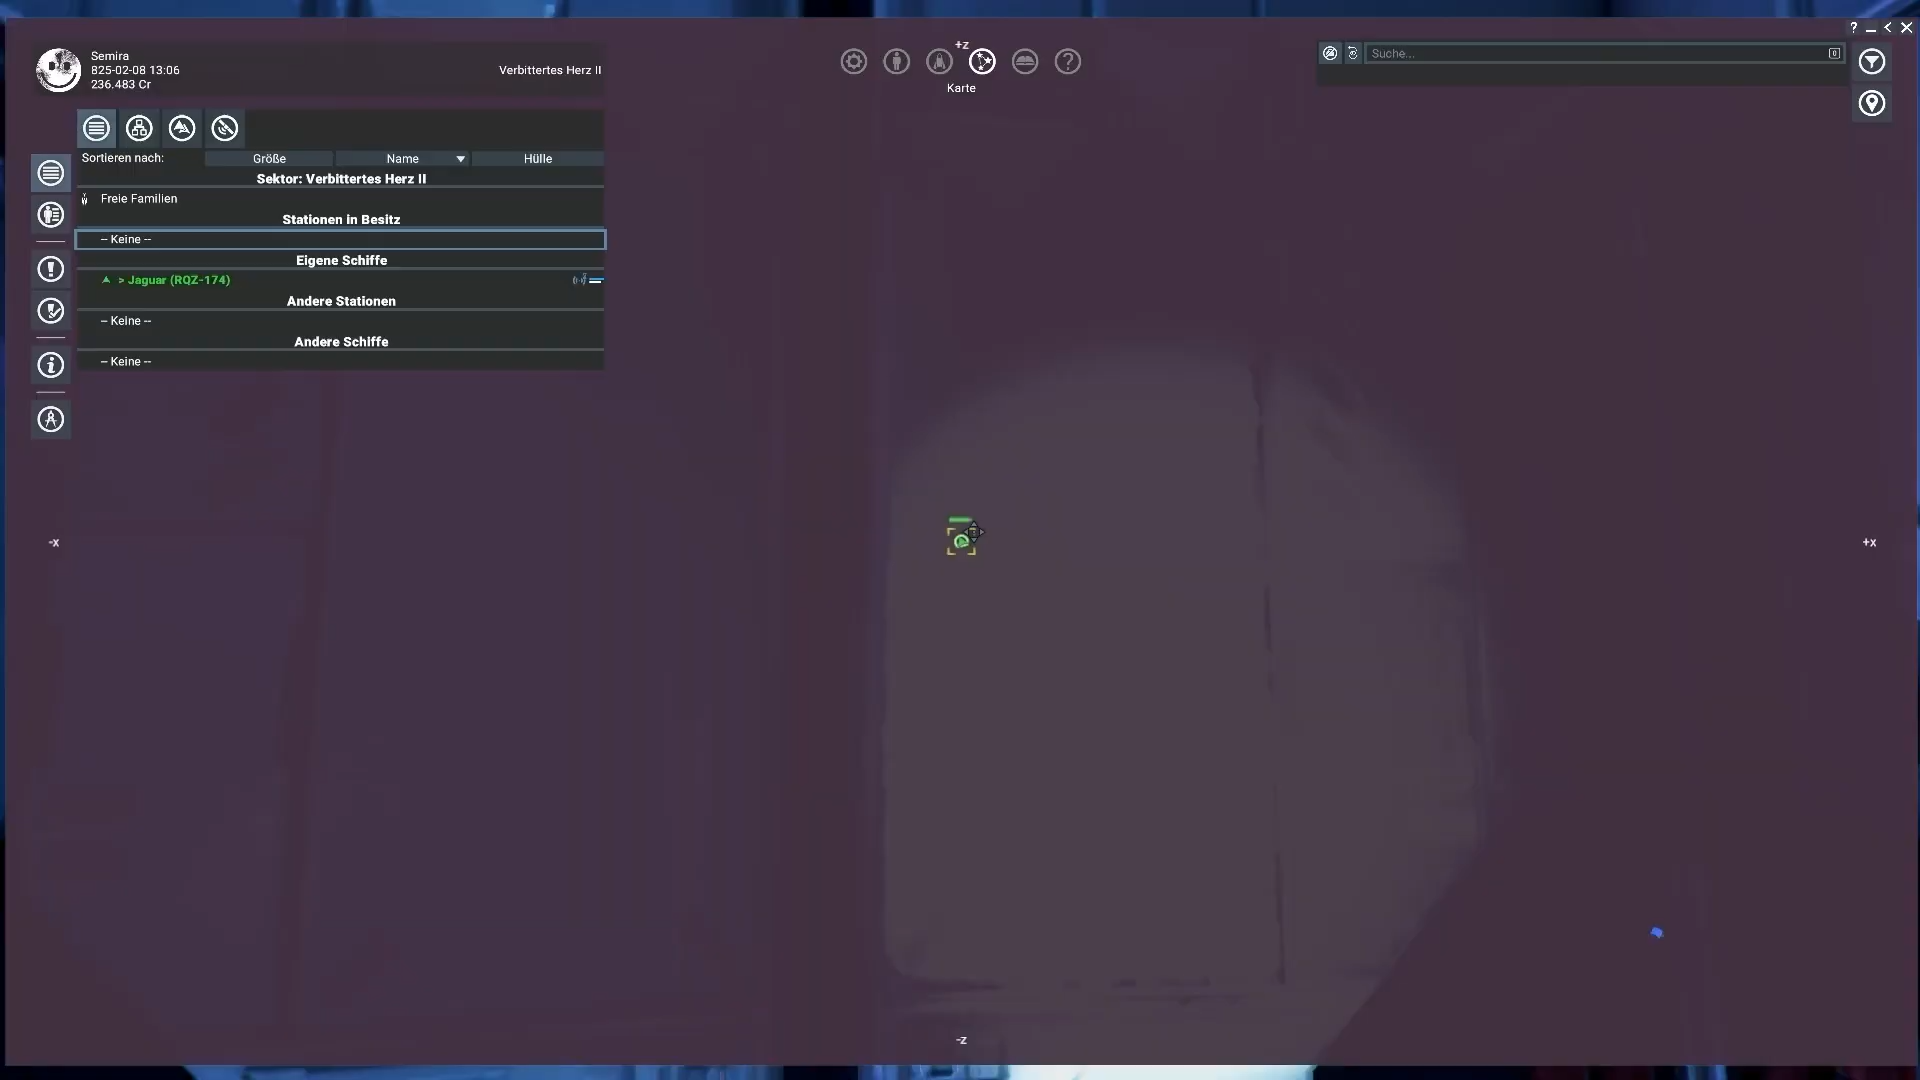 Semira
825-02-08 13:06
236.483 Cr
Verbittertes Herz II
+z
Karte
Suche...
Sortieren nach:
Größe
Name
Hülle
Sektor: Verbittertes Herz II
Freie Familien
Stationen in Besitz
-- Keine --
Eigene Schiffe
> Jaguar (RQZ-174)
Andere Stationen
-- Keine --
Andere Schiffe
-- Keine --
-x
+x
-z